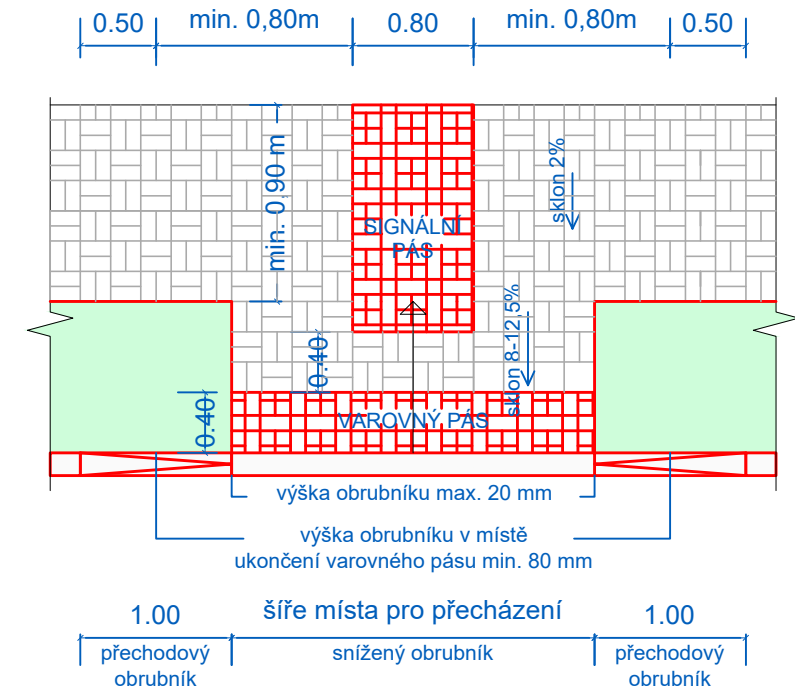 0.50 min. 0,80m 0.80 min. 0,80m 0.50
min. 0,90 m
sklon 2%
SIGNÁLNÍ
PÁS
sklon 8-12,5%
0.40
0.40
VAROVNÝ PÁS
výška obrubníku max. 20 mm
výška obrubníku v místě
ukončení varovného pásu min. 80 mm
1.00 šíře místa pro přecházení 1.00
přechodový snížený obrubník přechodový
obrubník obrubník